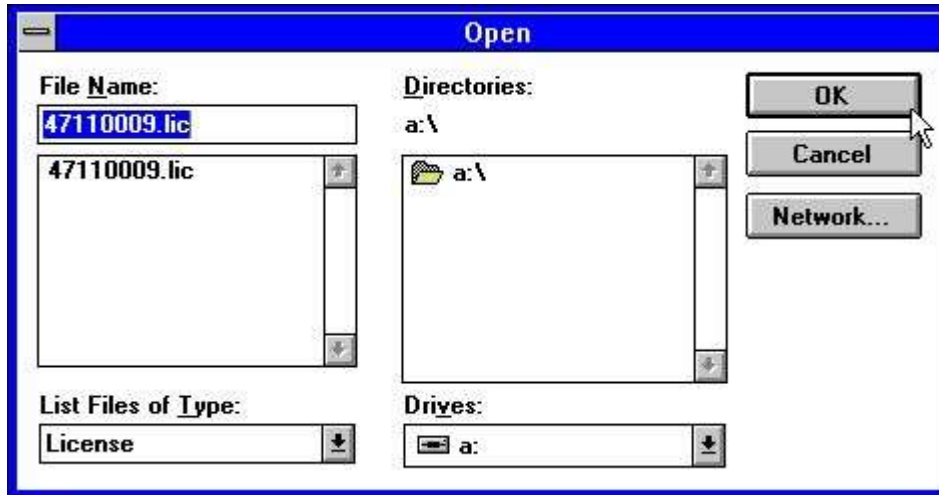 Open
File Name:
47110009.lic
47110009.lic
List Files of Type:
License
Directories:
a:\
a:\
Drives:
a:
OK
Cancel
Network...